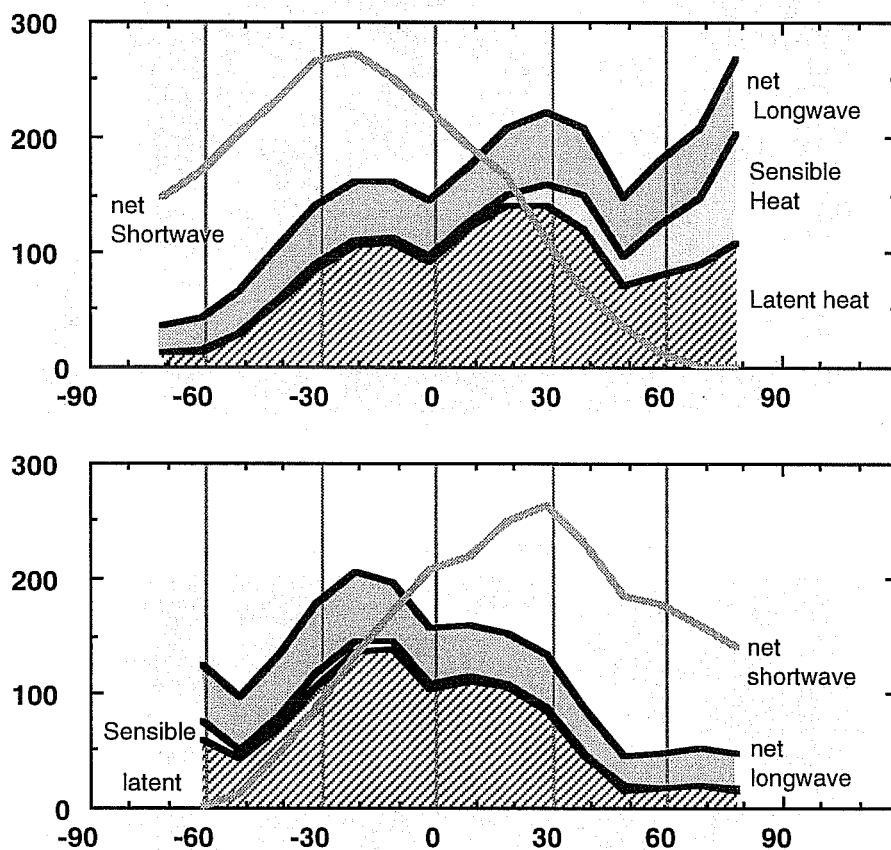 300
200
100
0
net
Longwave
Sensible
Heat
net
Shortwave
Latent heat
-90 -60 -30 0 30 60 90
300
200
100
0
net
shortwave
Sensible
net
longwave
latent
-90 -60 -30 0 30 60 90